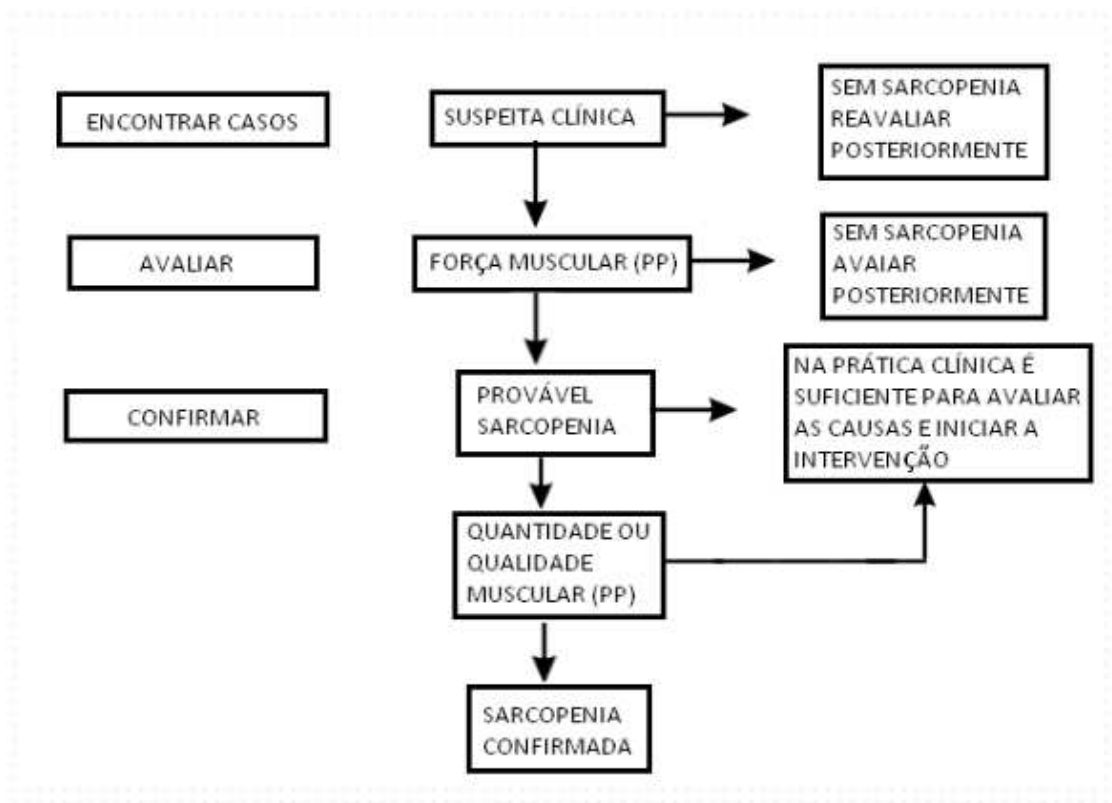 ENCONTRAR CASOS
SUSPEITA CLÍNICA
SEM SARCOPENIA
REAVALIAR
POSTERIORMENTE
AVALIAR
FORÇA MUSCULAR (PP)
SEM SARCOPENIA
AVAIAR
POSTERIORMENTE
CONFIRMAR
PROVÁVEL
SARCOPENIA
NA PRÁTICA CLÍNICA É
SUFICIENTE PARA AVALIAR
AS CAUSAS E INICIAR A
INTERVENÇÃO
QUANTIDADE OU
QUALIDADE
MUSCULAR (PP)
SARCOPENIA
CONFIRMADA